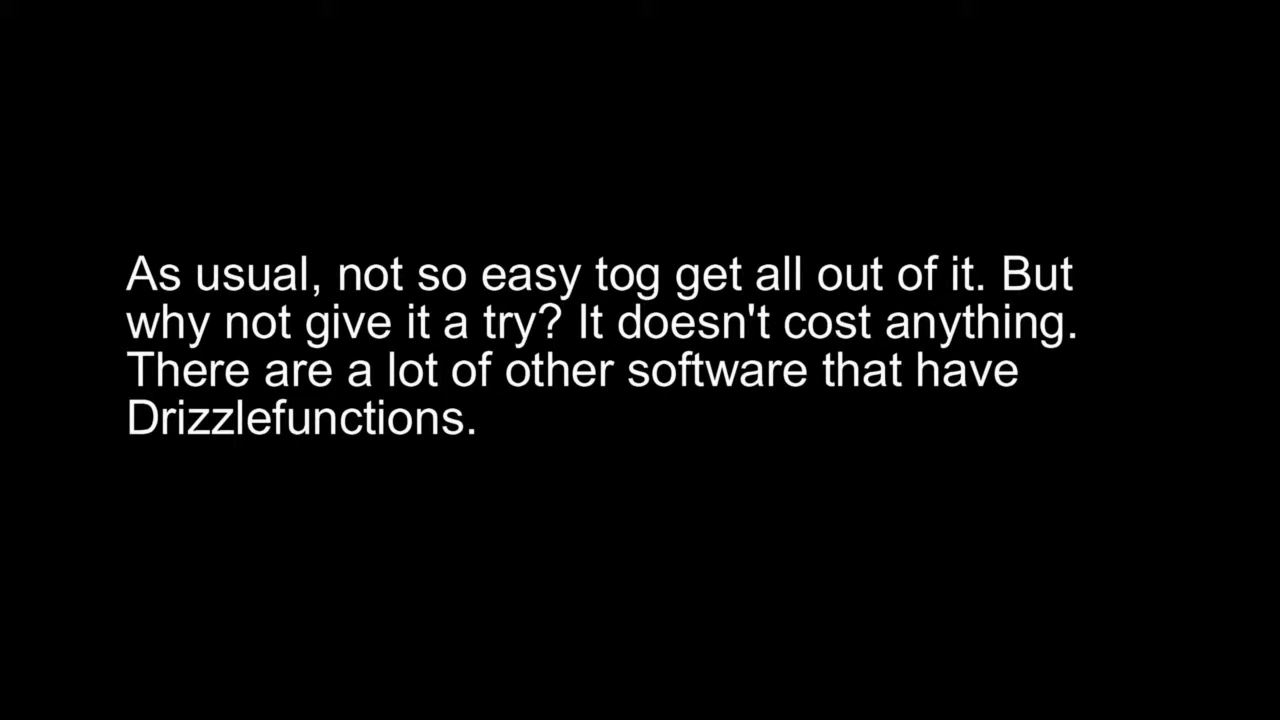 As usual, not so easy tog get all out of it. But
why not give it a try? It doesn't cost anything.
There are a lot of other software that have
Drizzlefunctions.